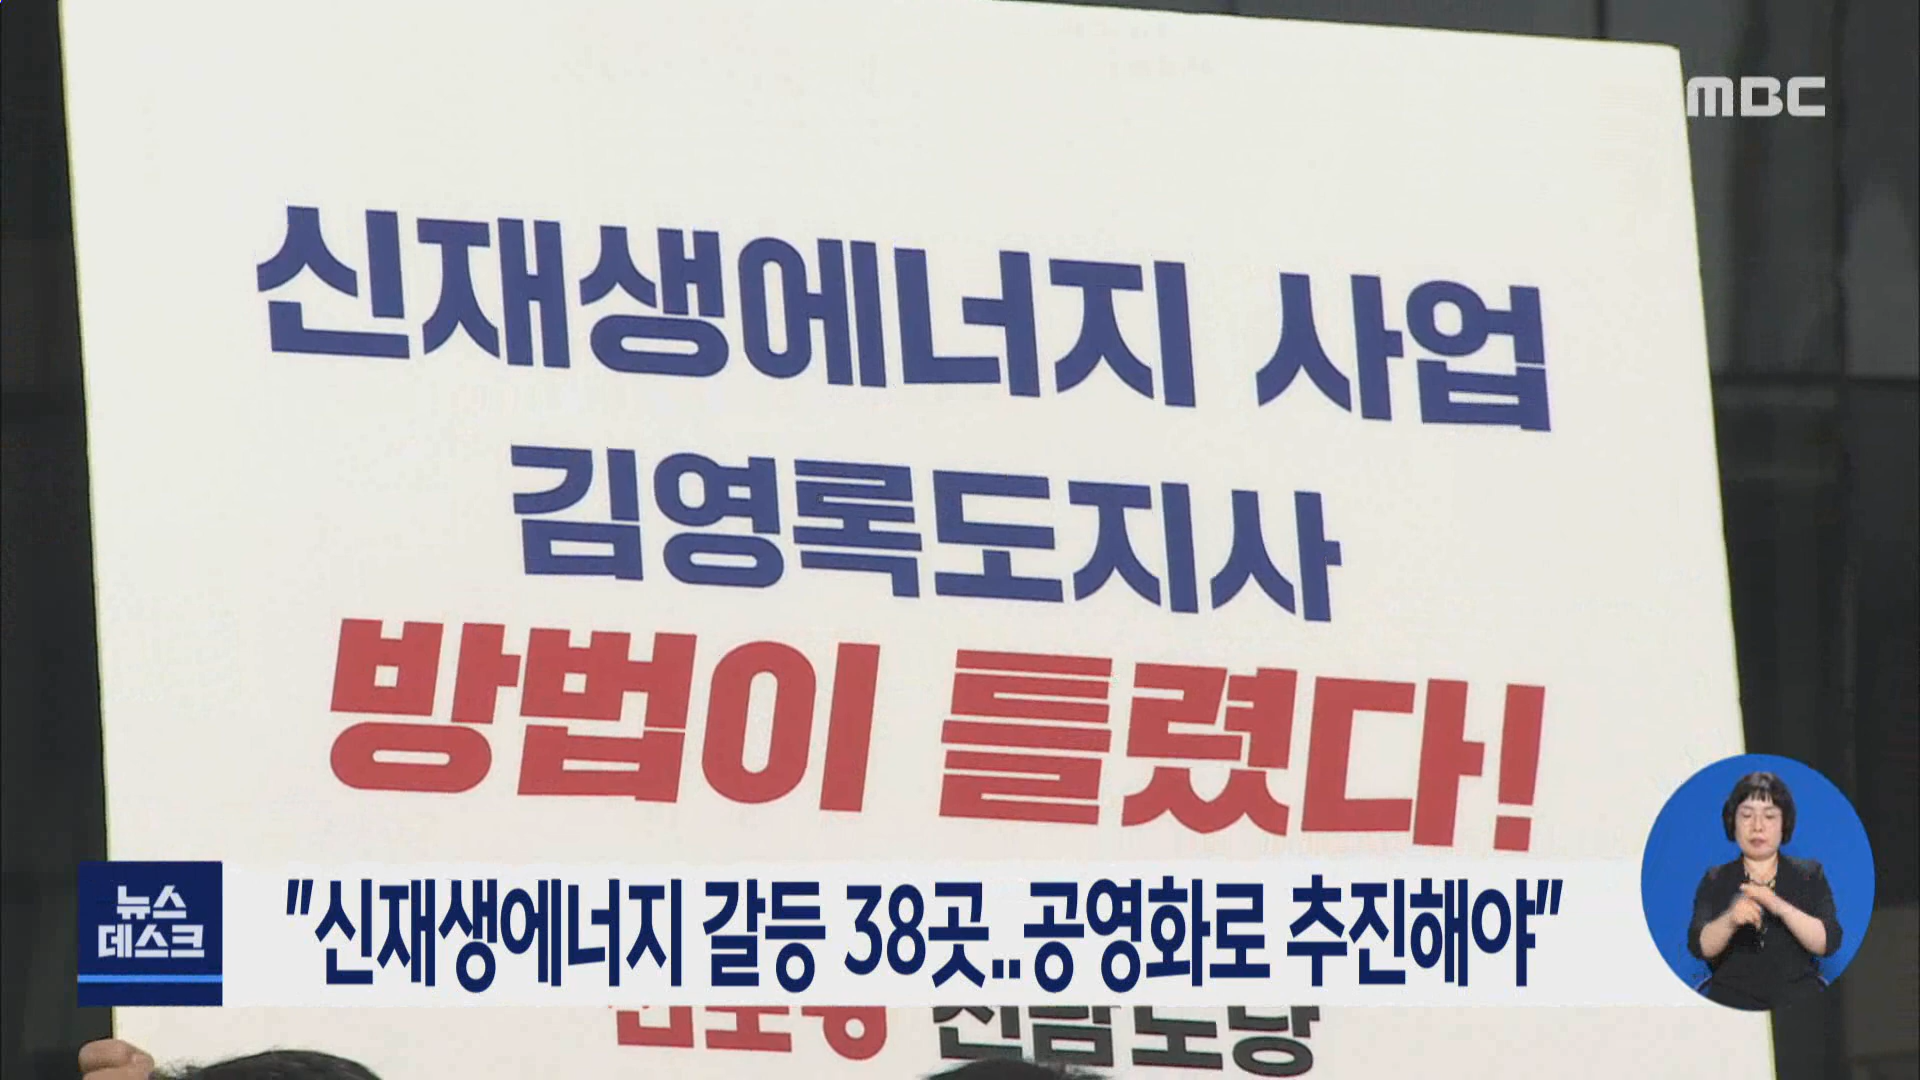 MBC
신재생에너지 사업
김영록도지사
방법이 틀렸다!
뉴스
데스크
"신재생에너지 갈등 38곳..공영화로 추진해야"